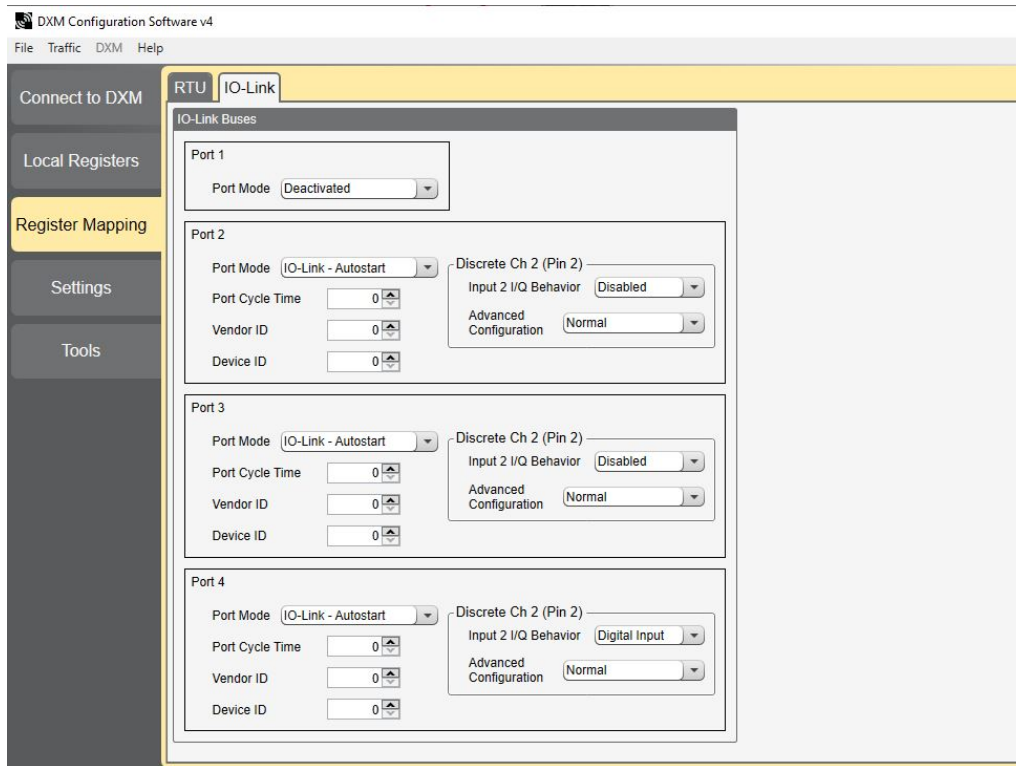 DXM Configuration Software v4
File Traffic DXM Help
Connect to DXM
Local Registers
Register Mapping
Settings
Tools
RTU IO-Link
IO-Link Buses
Port 1
Port Mode Deactivated
Port 2
Port Mode IO-Link - Autostart
Port Cycle Time 0
Vendor ID 0
Device ID 0
Discrete Ch 2 (Pin 2)
Input 2 I/Q Behavior Disabled
Advanced
Configuration Normal
Port 3
Port Mode IO-Link - Autostart
Port Cycle Time 0
Vendor ID 0
Device ID 0
Discrete Ch 2 (Pin 2)
Input 2 I/Q Behavior Disabled
Advanced
Configuration Normal
Port 4
Port Mode IO-Link - Autostart
Port Cycle Time 0
Vendor ID 0
Device ID 0
Discrete Ch 2 (Pin 2)
Input 2 I/Q Behavior Digital Input
Advanced
Configuration Normal